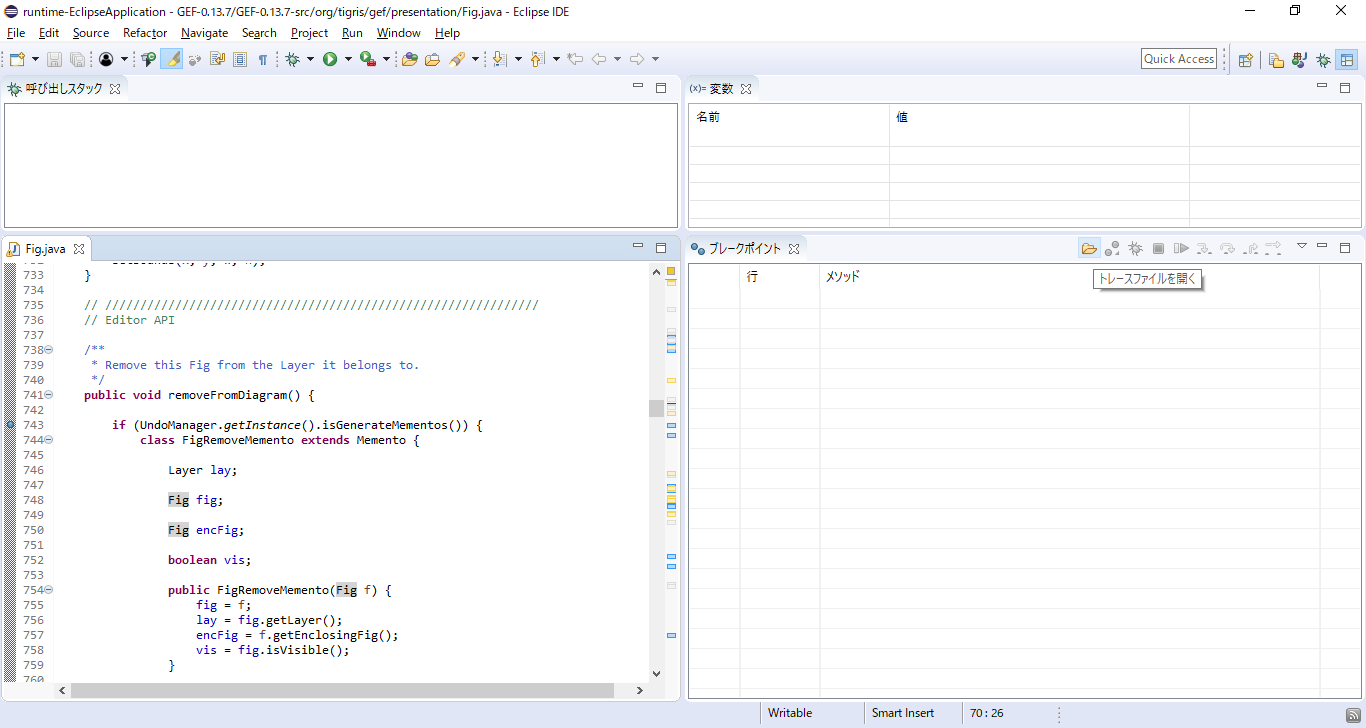 runtime-EclipseApplication - GEF-0.13.7/GEF-0.13.7-src/org/tigris/gef/presentation/Fig.java - Eclipse IDE
File Edit Source Refactor Navigate Search Project Run Window Help
Quick Access
呼び出しスタック
(x)= 変数
名前 値
Fig.java
ブレークポイント
行 メソッド
トレースファイルを開く
733 }
734
735 // //////////////////////////////////////////////////////////////
736 // Editor API
737
738 /**
739 * Remove this Fig from the Layer it belongs to.
740 */
741 public void removeFromDiagram() {
742
743 if (UndoManager.getInstance().isGenerateMementos()) {
744 class FigRemoveMemento extends Memento {
745
746 Layer lay;
747
748 Fig fig;
749
750 Fig encFig;
751
752 boolean vis;
753
754 public FigRemoveMemento(Fig f) {
755 fig = f;
756 lay = fig.getLayer();
757 encFig = f.getEnclosingFig();
758 vis = fig.isVisible();
759 }
760
Writable Smart Insert 70 : 26